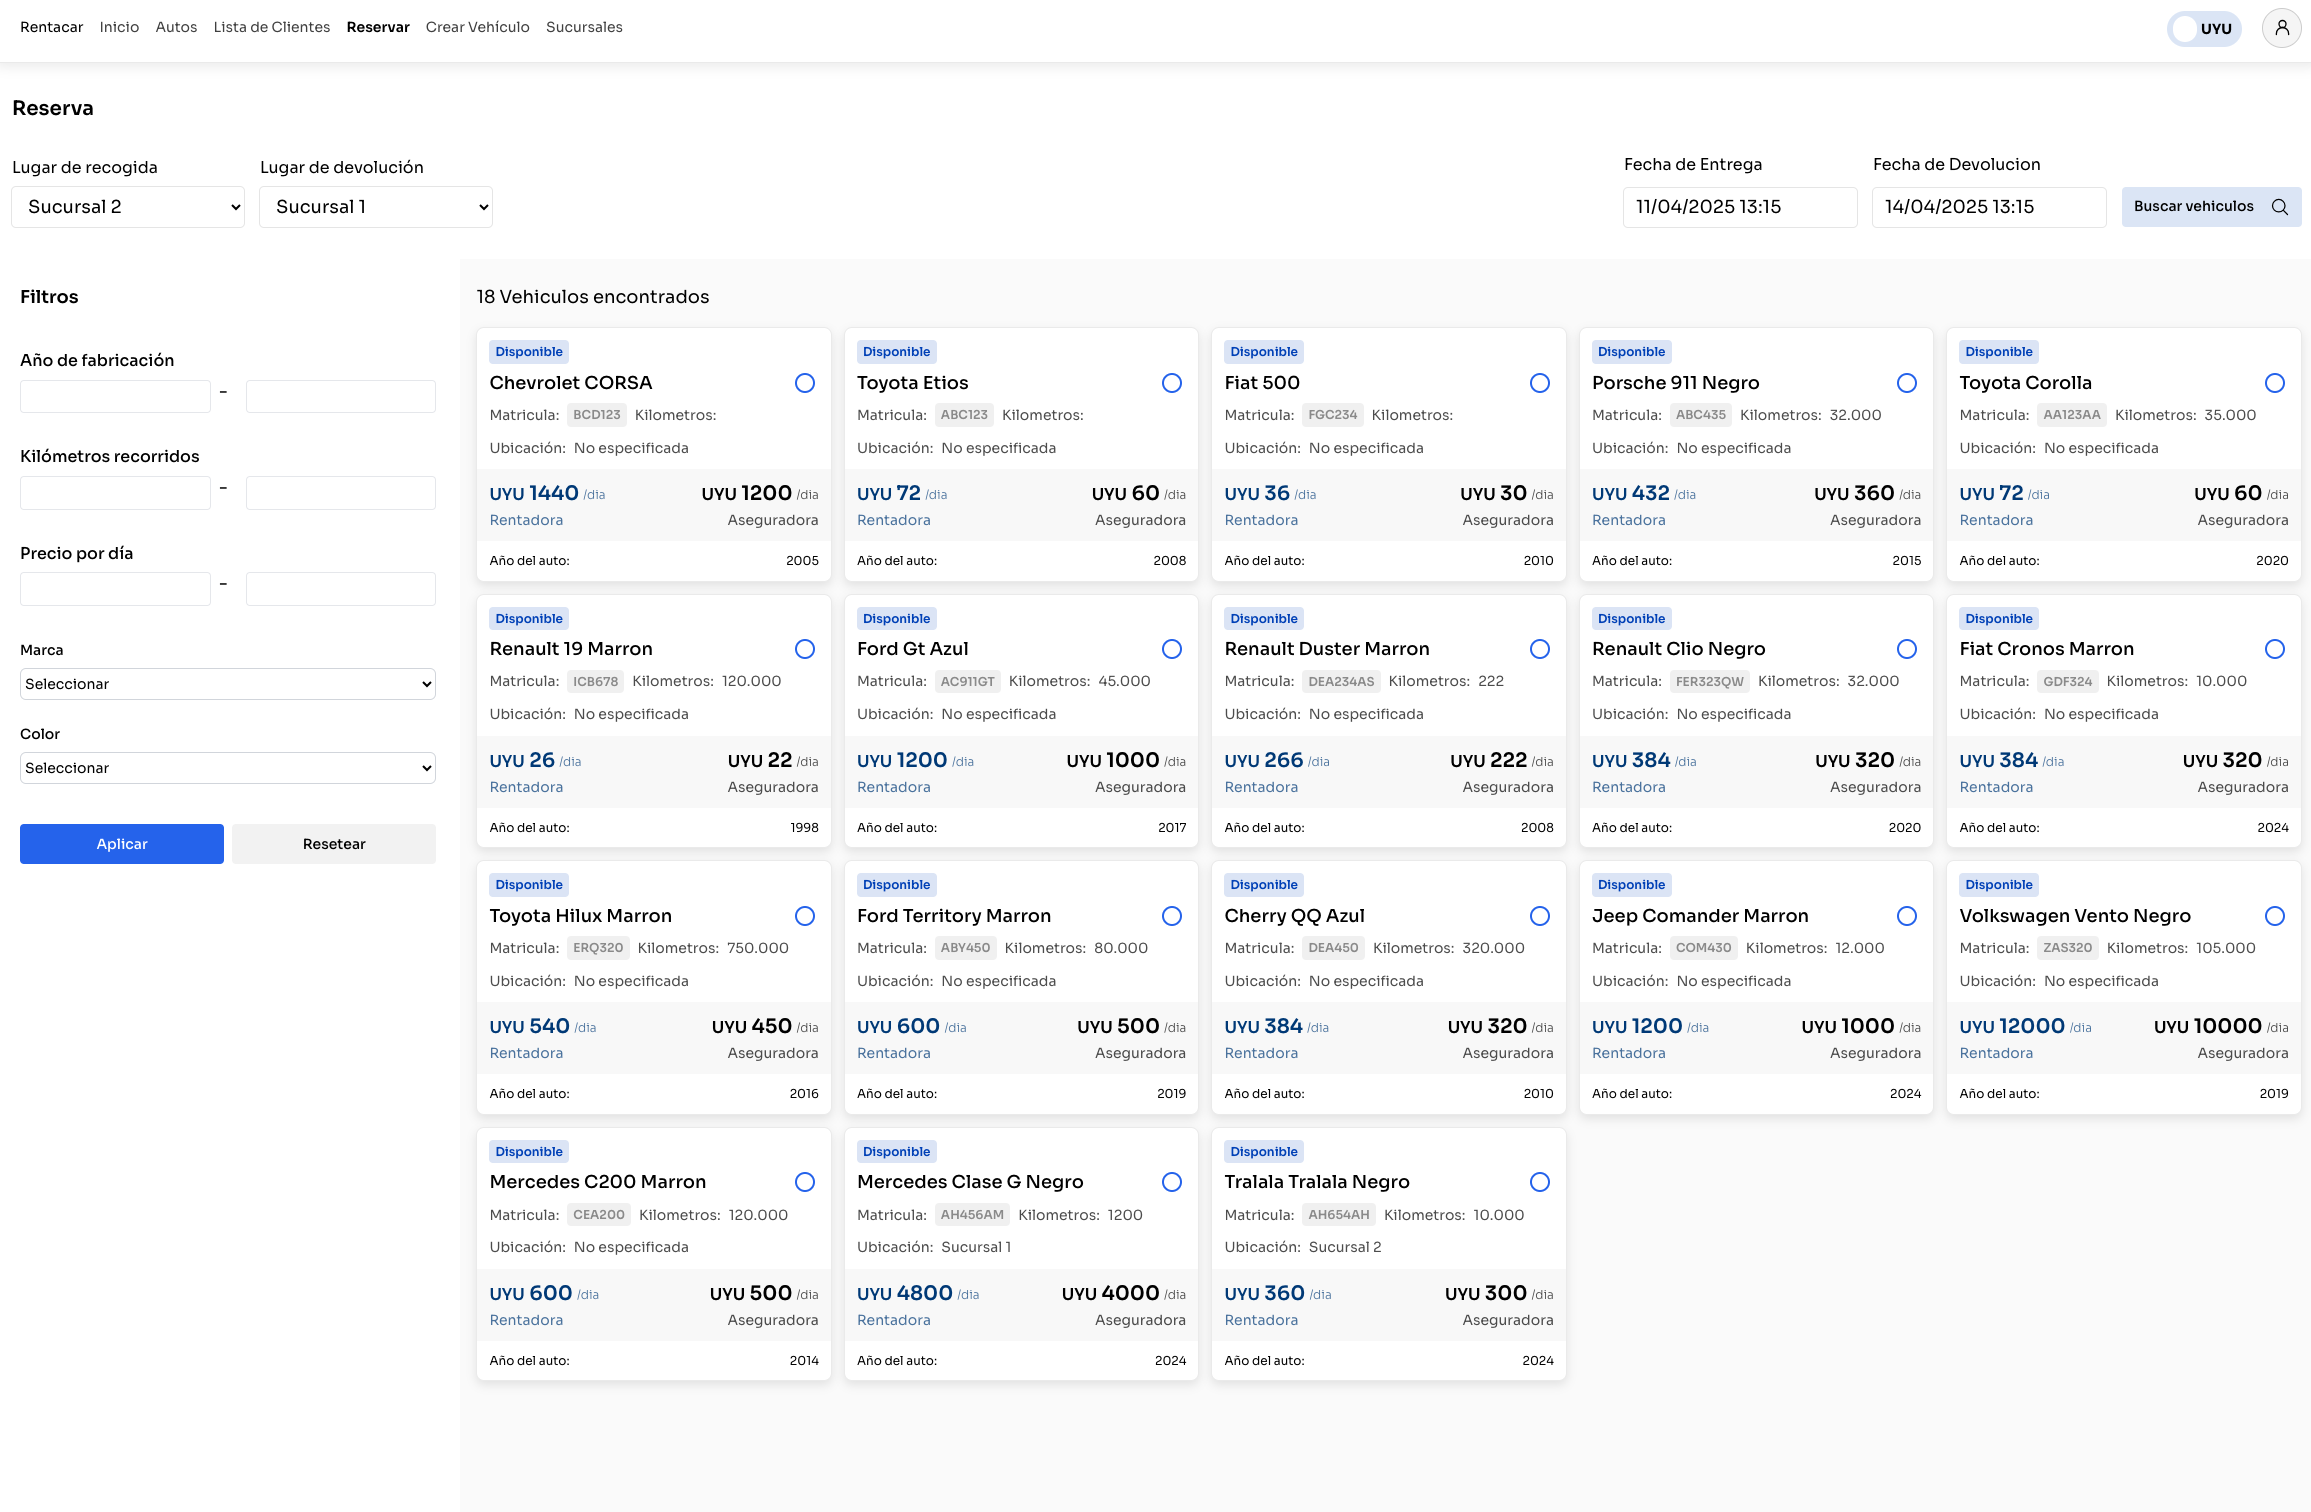 Rentacar Inicio Autos Lista de Clientes Reservar Crear Vehículo Sucursales UYU
Reserva
Lugar de recogida Lugar de devolución Fecha de Entrega Fecha de Devolucion
Sucursal 2 Sucursal 1 11/04/2025 13:15 14/04/2025 13:15 Buscar vehiculos
Filtros
Año de fabricación
-
Kilómetros recorridos
-
Precio por día
-
Marca
Seleccionar
Color
Seleccionar
Aplicar Resetear
18 Vehiculos encontrados
Disponible
Chevrolet CORSA
Matricula: BCD123 Kilometros:
Ubicación: No especificada
UYU 1440 /dia UYU 1200 /dia
Rentadora Aseguradora
Año del auto: 2005
Disponible
Toyota Etios
Matricula: ABC123 Kilometros:
Ubicación: No especificada
UYU 72 /dia UYU 60 /dia
Rentadora Aseguradora
Año del auto: 2008
Disponible
Fiat 500
Matricula: FGC234 Kilometros:
Ubicación: No especificada
UYU 36 /dia UYU 30 /dia
Rentadora Aseguradora
Año del auto: 2010
Disponible
Porsche 911 Negro
Matricula: ABC435 Kilometros: 32.000
Ubicación: No especificada
UYU 432 /dia UYU 360 /dia
Rentadora Aseguradora
Año del auto: 2015
Disponible
Toyota Corolla
Matricula: AA123AA Kilometros: 35.000
Ubicación: No especificada
UYU 72 /dia UYU 60 /dia
Rentadora Aseguradora
Año del auto: 2020
Disponible
Renault 19 Marron
Matricula: ICB678 Kilometros: 120.000
Ubicación: No especificada
UYU 26 /dia UYU 22 /dia
Rentadora Aseguradora
Año del auto: 1998
Disponible
Ford Gt Azul
Matricula: AC911GT Kilometros: 45.000
Ubicación: No especificada
UYU 1200 /dia UYU 1000 /dia
Rentadora Aseguradora
Año del auto: 2017
Disponible
Renault Duster Marron
Matricula: DEA234AS Kilometros: 222
Ubicación: No especificada
UYU 266 /dia UYU 222 /dia
Rentadora Aseguradora
Año del auto: 2008
Disponible
Renault Clio Negro
Matricula: FER323QW Kilometros: 32.000
Ubicación: No especificada
UYU 384 /dia UYU 320 /dia
Rentadora Aseguradora
Año del auto: 2020
Disponible
Fiat Cronos Marron
Matricula: GDF324 Kilometros: 10.000
Ubicación: No especificada
UYU 384 /dia UYU 320 /dia
Rentadora Aseguradora
Año del auto: 2024
Disponible
Toyota Hilux Marron
Matricula: ERQ320 Kilometros: 750.000
Ubicación: No especificada
UYU 540 /dia UYU 450 /dia
Rentadora Aseguradora
Año del auto: 2016
Disponible
Ford Territory Marron
Matricula: ABY450 Kilometros: 80.000
Ubicación: No especificada
UYU 600 /dia UYU 500 /dia
Rentadora Aseguradora
Año del auto: 2019
Disponible
Cherry QQ Azul
Matricula: DEA450 Kilometros: 320.000
Ubicación: No especificada
UYU 384 /dia UYU 320 /dia
Rentadora Aseguradora
Año del auto: 2010
Disponible
Jeep Comander Marron
Matricula: COM430 Kilometros: 12.000
Ubicación: No especificada
UYU 1200 /dia UYU 1000 /dia
Rentadora Aseguradora
Año del auto: 2024
Disponible
Volkswagen Vento Negro
Matricula: ZAS320 Kilometros: 105.000
Ubicación: No especificada
UYU 12000 /dia UYU 10000 /dia
Rentadora Aseguradora
Año del auto: 2019
Disponible
Mercedes C200 Marron
Matricula: CEA200 Kilometros: 120.000
Ubicación: No especificada
UYU 600 /dia UYU 500 /dia
Rentadora Aseguradora
Año del auto: 2014
Disponible
Mercedes Clase G Negro
Matricula: AH456AM Kilometros: 1200
Ubicación: Sucursal 1
UYU 4800 /dia UYU 4000 /dia
Rentadora Aseguradora
Año del auto: 2024
Disponible
Tralala Tralala Negro
Matricula: AH654AH Kilometros: 10.000
Ubicación: Sucursal 2
UYU 360 /dia UYU 300 /dia
Rentadora Aseguradora
Año del auto: 2024